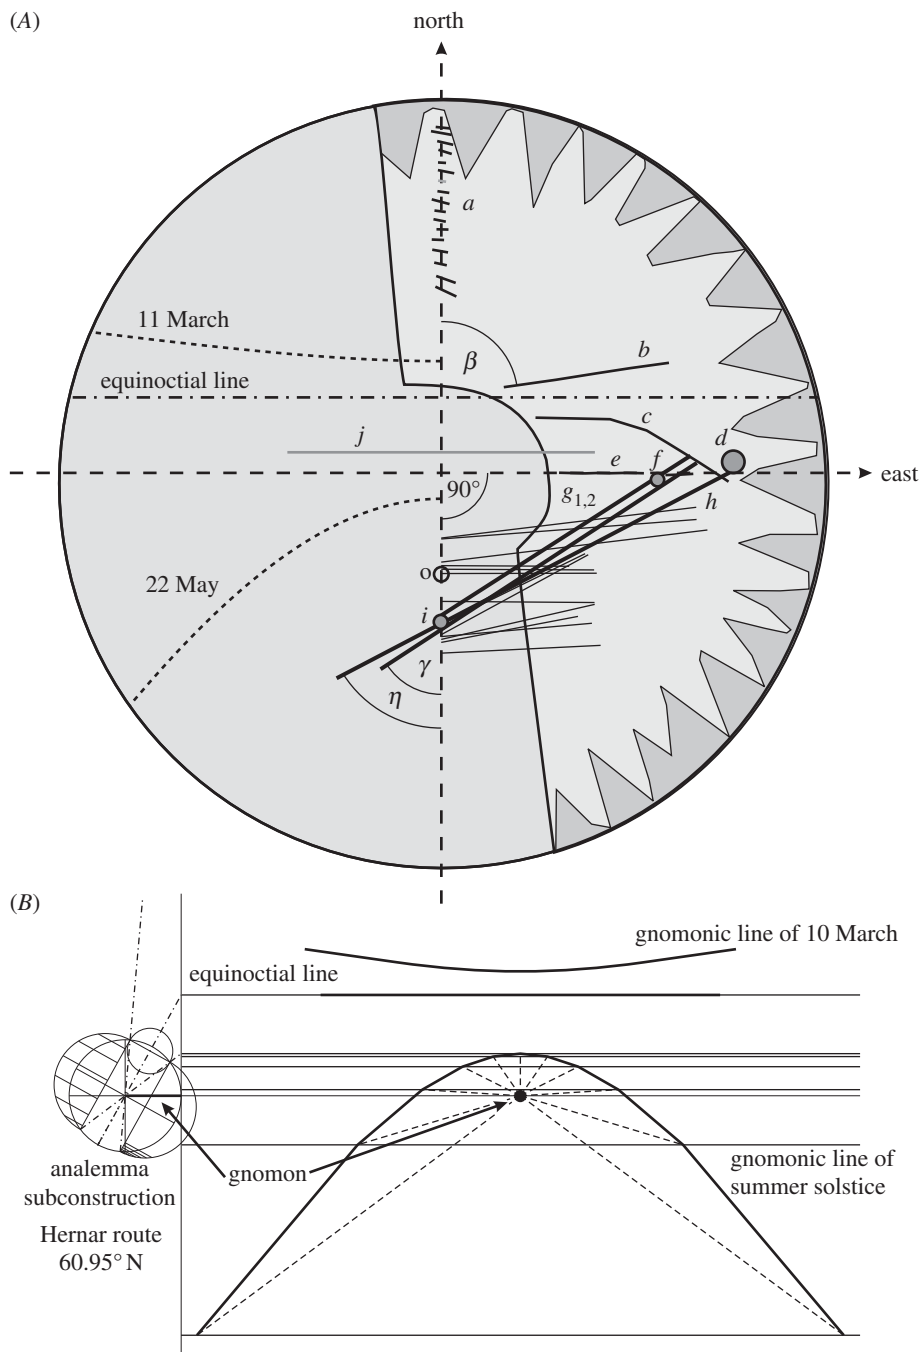 (A)
north
a
11 March
β
b
equinoctial line
c
j
d
e
f
east
90°
g1,2
h
22 May
o
i
γ
η
(B)
gnomonic line of 10 March
equinoctial line
gnomon
analemma
subconstruction
gnomonic line of
summer solstice
Hernar route
60.95° N